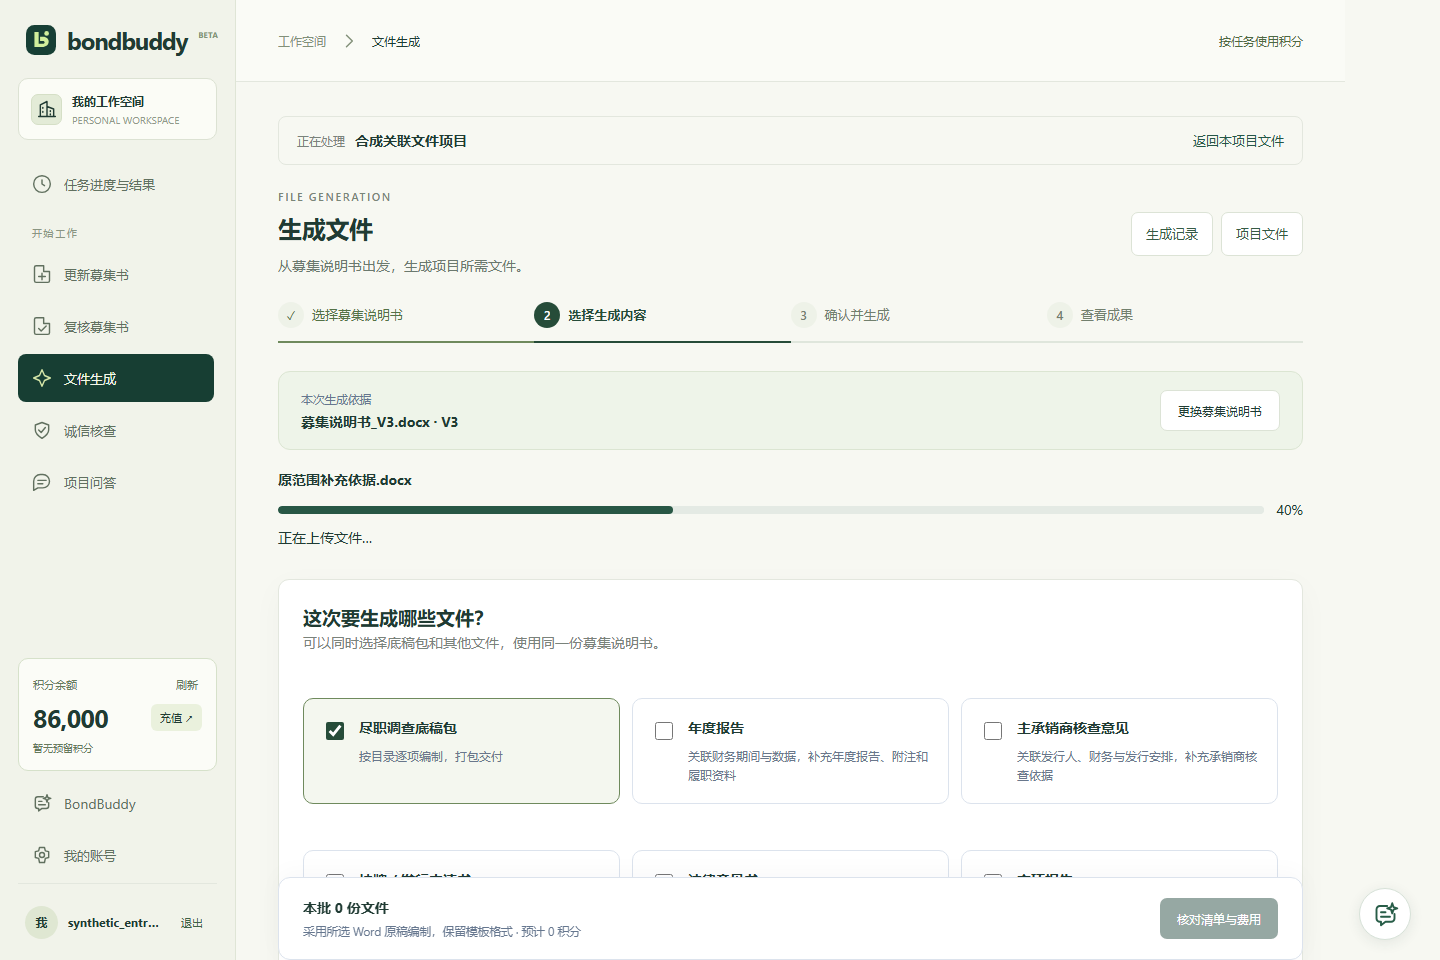 bondbuddy BETA
我的工作空间
PERSONAL WORKSPACE
任务进度与结果
开始工作
更新募集书
复核募集书
文件生成
诚信核查
项目问答
积分余额 刷新
86,000 充值 ↗
暂无预留积分
BondBuddy
我的账号
我 synthetic_entr... 退出
工作空间 > 文件生成 按任务使用积分
正在处理 合成关联文件项目 返回本项目文件
FILE GENERATION
生成文件
从募集说明书出发，生成项目所需文件。
生成记录 项目文件
✓ 选择募集说明书 2 选择生成内容 3 确认并生成 4 查看成果
本次生成依据
募集说明书_V3.docx · V3
更换募集说明书
原范围补充依据.docx
40%
正在上传文件...
这次要生成哪些文件？
可以同时选择底稿包和其他文件，使用同一份募集说明书。
尽职调查底稿包
按目录逐项编制，打包交付
年度报告
关联财务期间与数据，补充年度报告、附注和
履职资料
主承销商核查意见
关联发行人、财务与发行安排，补充承销商核
查依据
本批 0 份文件
采用所选 Word 原稿编制，保留模板格式 · 预计 0 积分
核对清单与费用